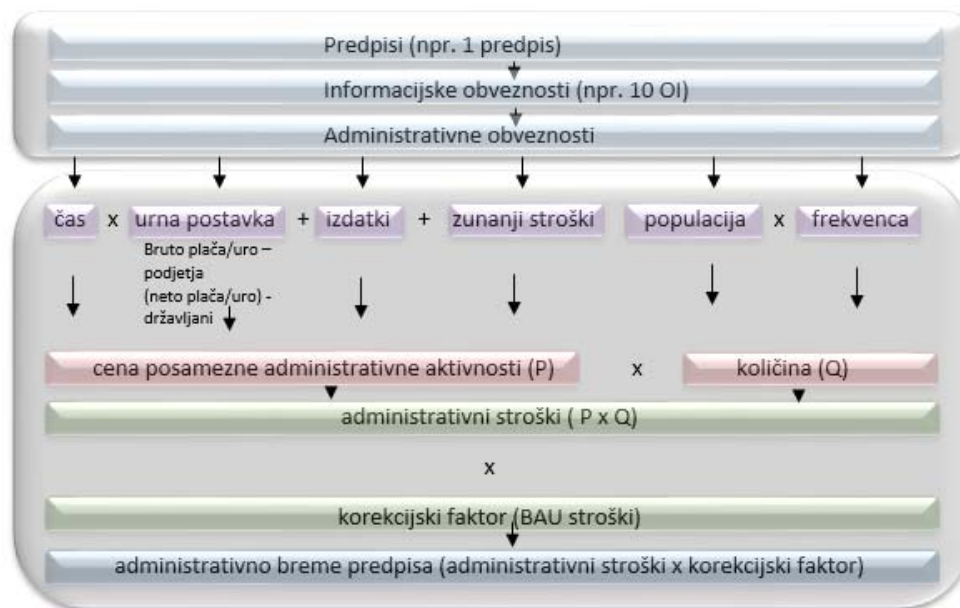 Predpisi (npr. 1 predpis)
Informacijske obveznosti (npr. 10 OI)
Administrativne obveznosti
čas x urna postavka + izdatki + zunanji stroški populacija x frekvenca
Bruto plača/uro –
podjetja
(neto plača/uro) -
državljani
cena posamezne administrativne aktivnosti (P) x količina (Q)
administrativni stroški ( P x Q)
x
korekcijski faktor (BAU stroški)
administrativno breme predpisa (administrativni stroški x korekcijski faktor)